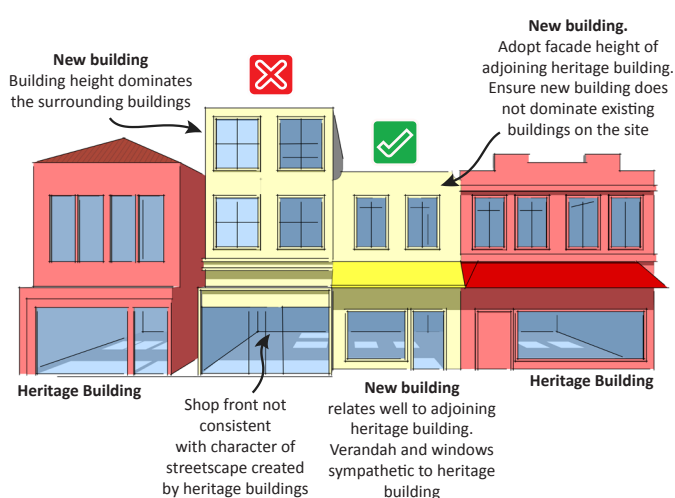 New building
Building height dominates
the surrounding buildings
New building.
Adopt facade height of
adjoining heritage building.
Ensure new building does
not dominate existing
buildings on the site
Heritage Building
Shop front not
consistent
with character of
streetscape created
by heritage buildings
New building
relates well to adjoining
heritage building.
Verandah and windows
sympathetic to heritage
building
Heritage Building